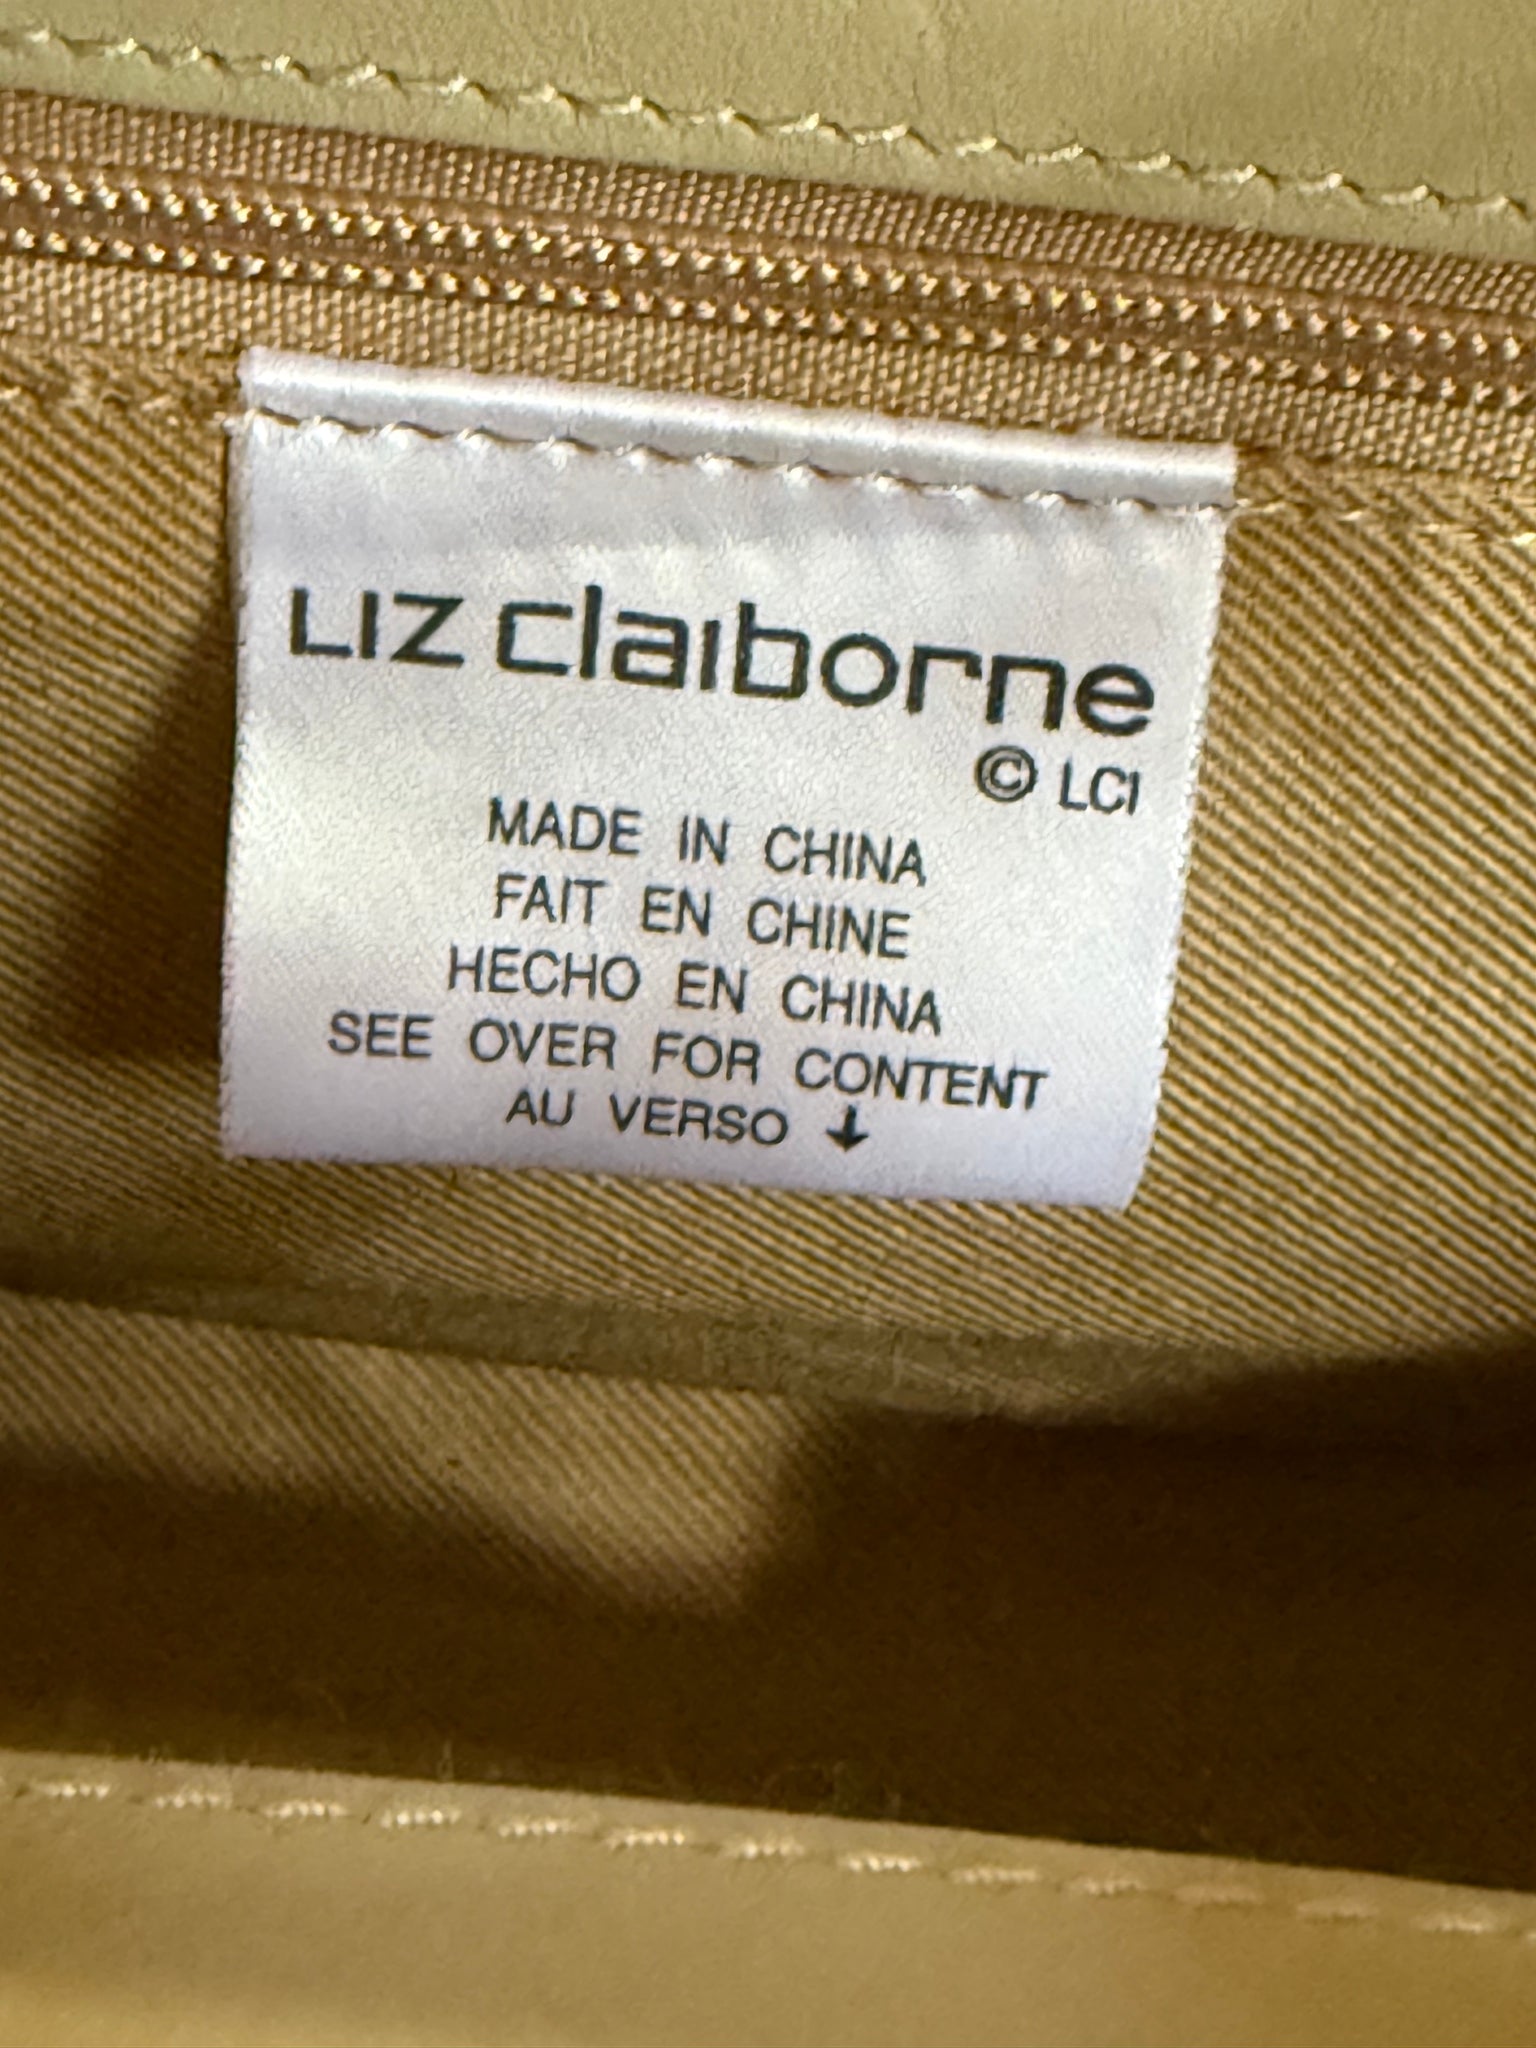 LIZ claiborne
© LCI
MADE IN CHINA
FAIT EN CHINE
HECHO EN CHINA
SEE OVER FOR CONTENT
AU VERSO ↓